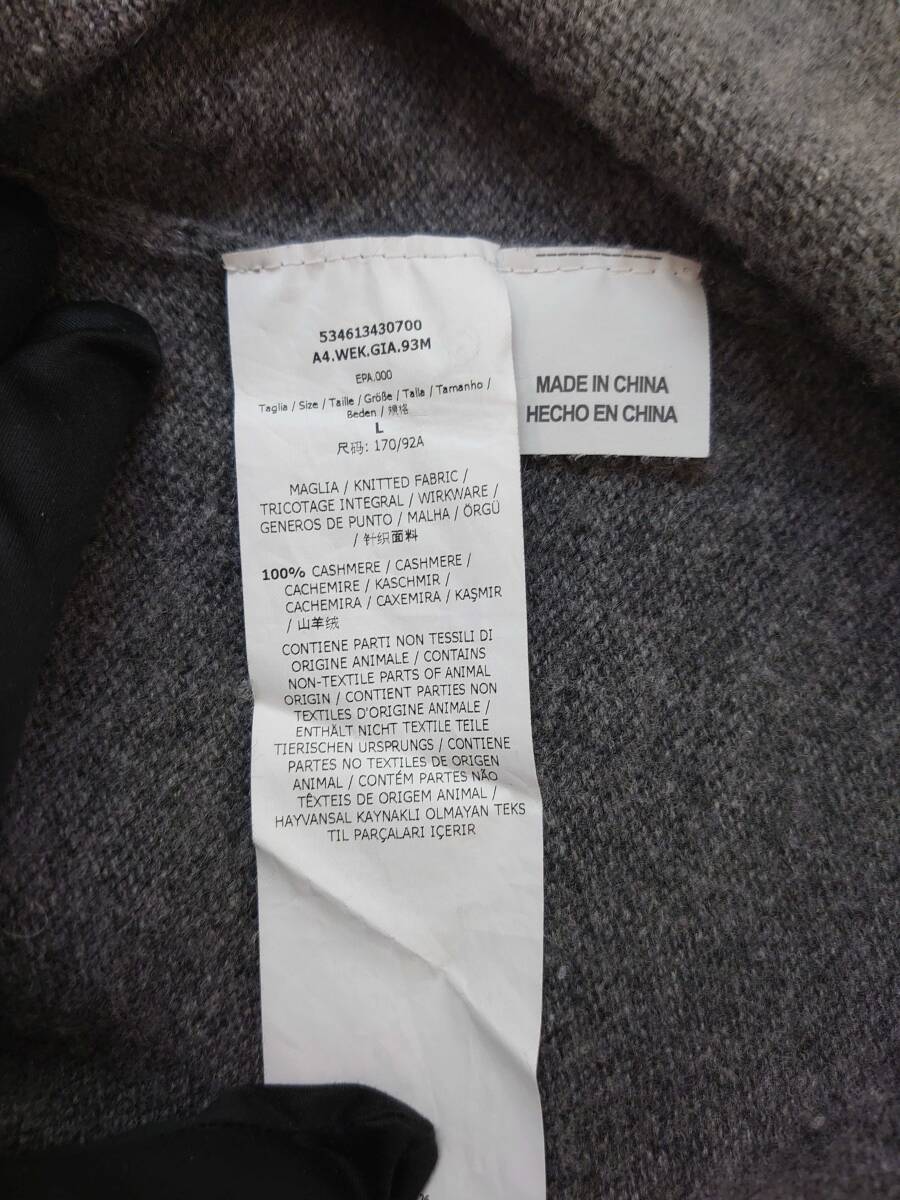 534613430700
A4.WEK.GIA.93M
EPA.000
Taglia / Size / Taille / Größe / Talla / Tamanho /
Beden / 規格
L
尺码: 170/92A
MAGLIA / KNITTED FABRIC /
TRICOTAGE INTEGRAL / WIRKWARE /
GENEROS DE PUNTO / MALHA / ÖRGÜ
/ 针织面料
100% CASHMERE / CASHMERE /
CACHEMIRE / KASCHMIR /
CACHEMIRA / CAXEMIRA / KAŞMIR
/ 山羊绒
CONTIENE PARTI NON TESSILI DI
ORIGINE ANIMALE / CONTAINS
NON-TEXTILE PARTS OF ANIMAL
ORIGIN / CONTIENT PARTIES NON
TEXTILES D'ORIGINE ANIMALE /
ENTHÄLT NICHT TEXTILE TEILE
TIERISCHEN URSPRUNGS / CONTIENE
PARTES NO TEXTILES DE ORIGEN
ANIMAL / CONTÉM PARTES NÃO
TÊXTEIS DE ORIGEM ANIMAL /
HAYVANSAL KAYNAKLI OLMAYAN TEKS
TIL PARÇALARI IÇERIR
MADE IN CHINA
HECHO EN CHINA